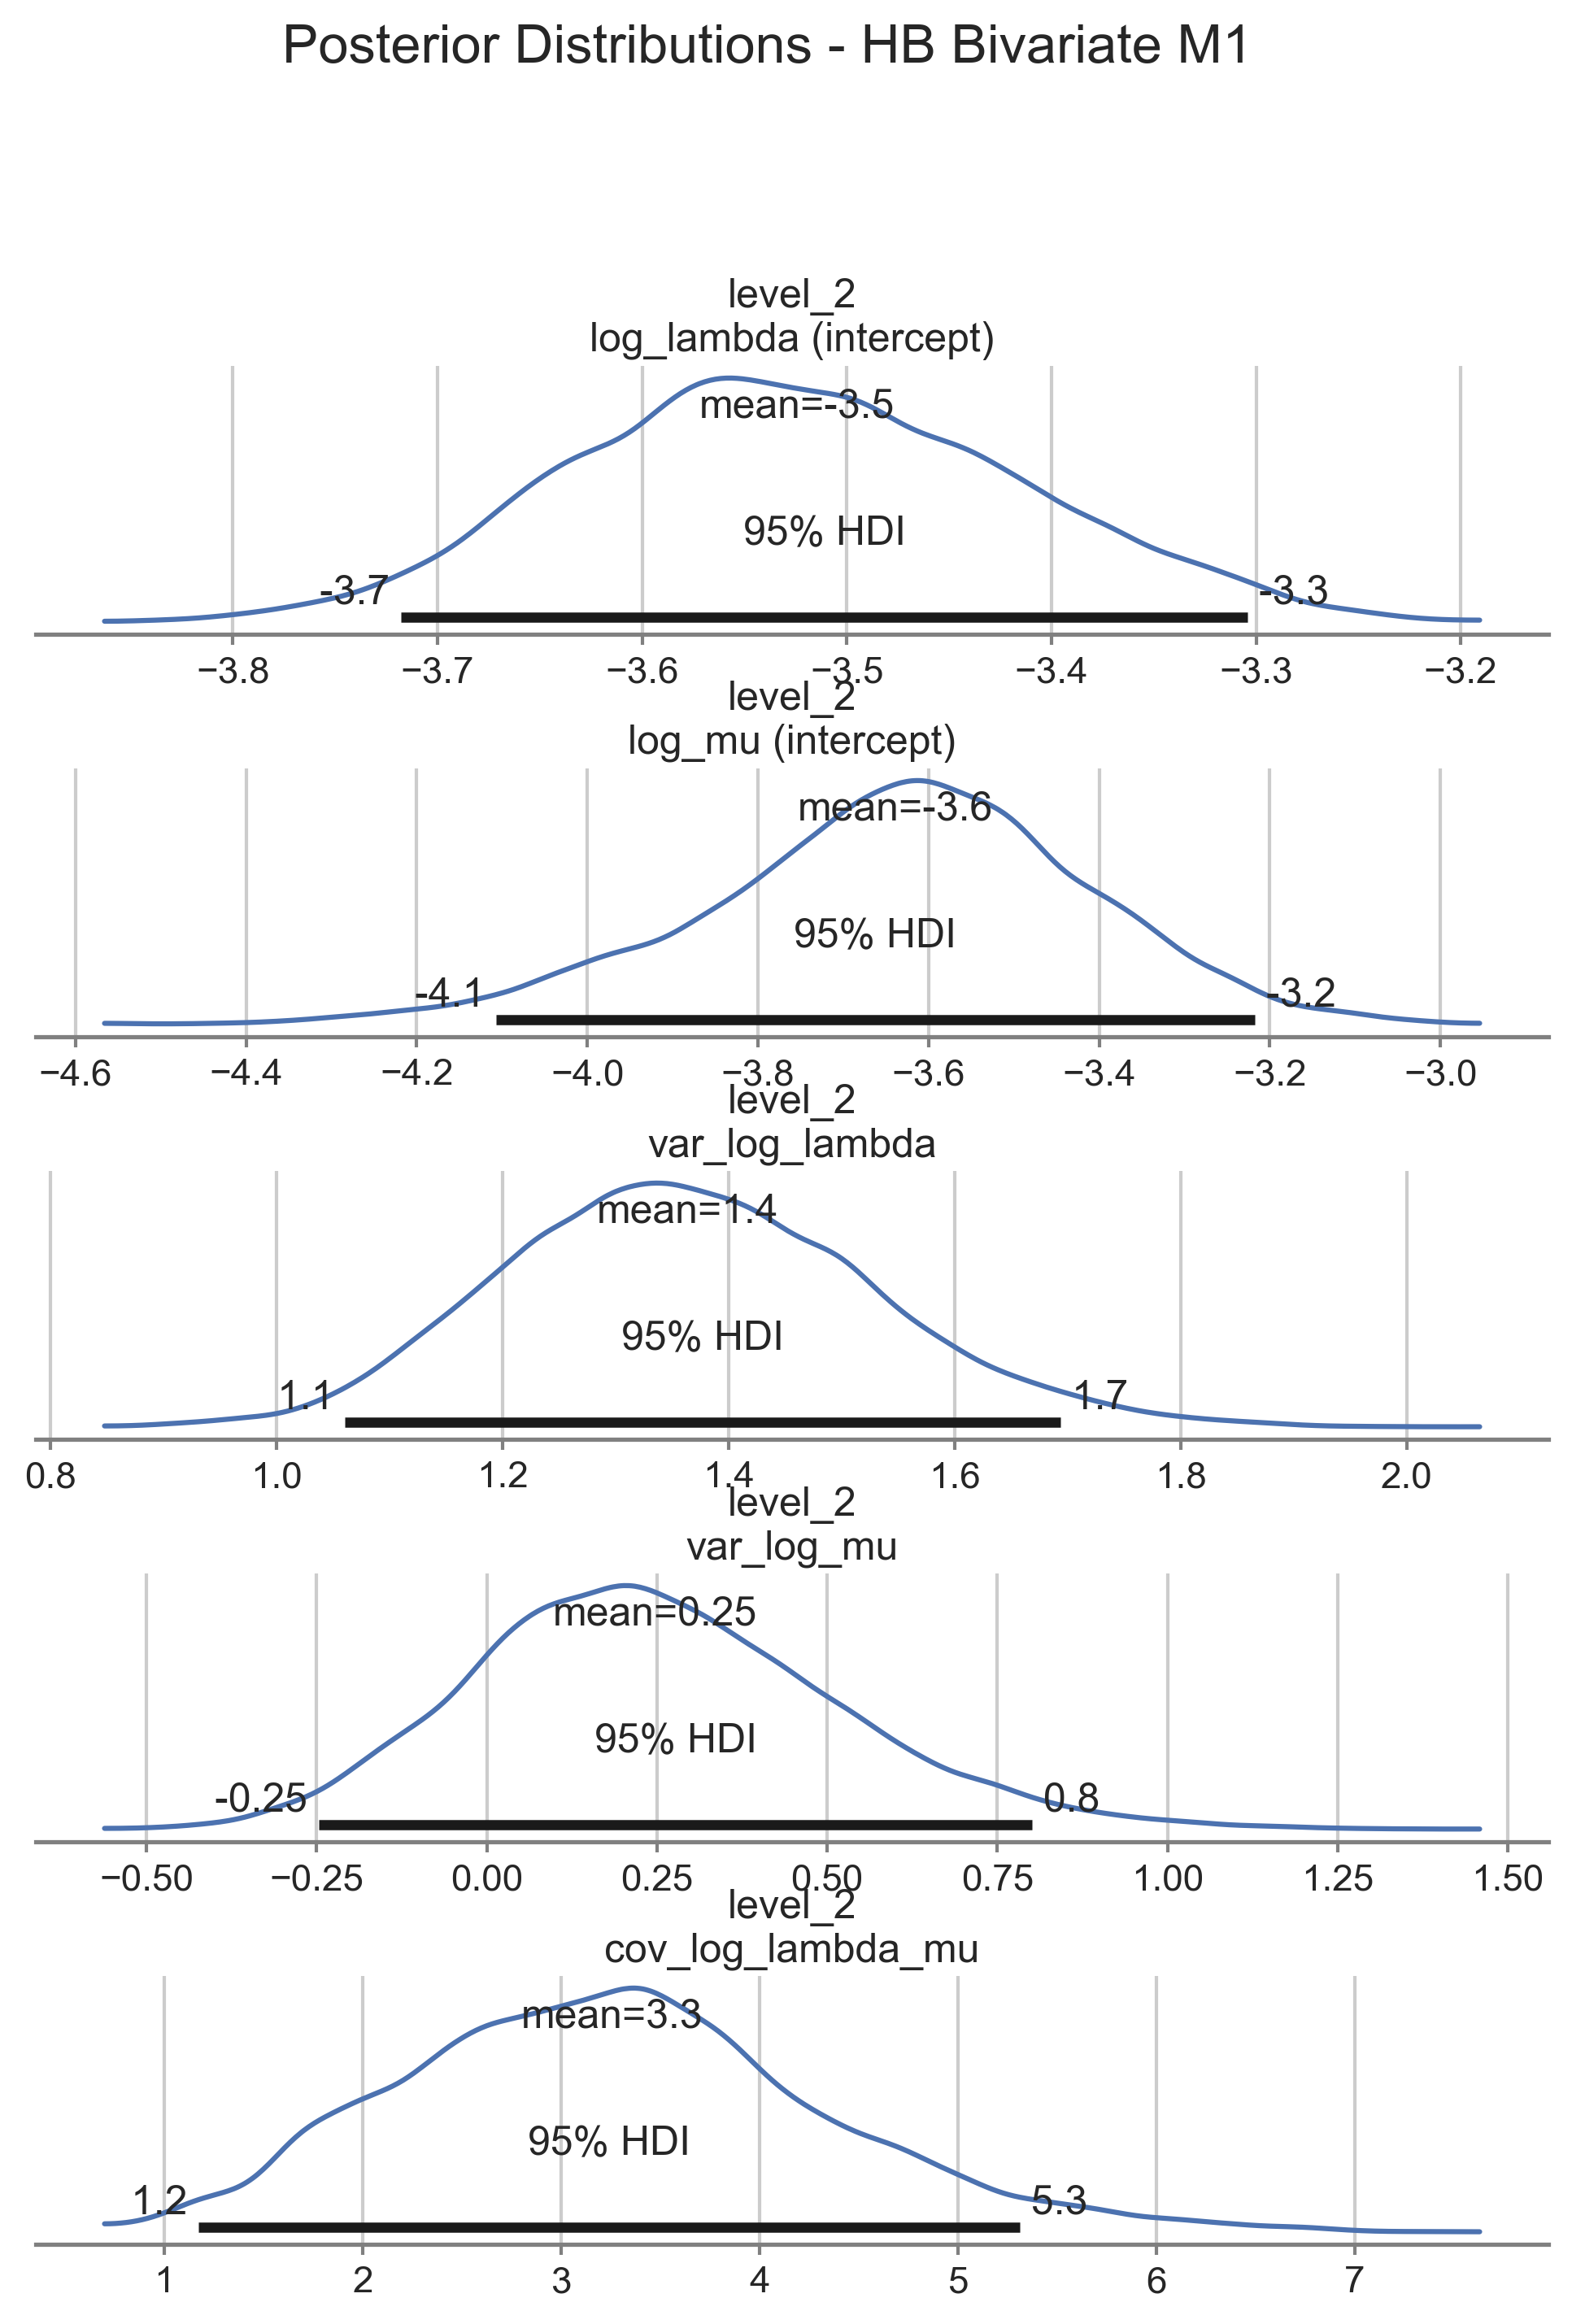 Posterior Distributions - HB Bivariate M1
level_2
log_lambda (intercept)
mean=-3.5
95% HDI
-3.7
-3.3
−3.8 −3.7 −3.6 −3.5 −3.4 −3.3 −3.2
level_2
log_mu (intercept)
mean=-3.6
95% HDI
-4.1
-3.2
−4.6 −4.4 −4.2 −4.0 −3.8 −3.6 −3.4 −3.2 −3.0
level_2
var_log_lambda
mean=1.4
95% HDI
1.1
1.7
0.8 1.0 1.2 1.4 1.6 1.8 2.0
level_2
var_log_mu
mean=0.25
95% HDI
-0.25
0.8
−0.50 −0.25 0.00 0.25 0.50 0.75 1.00 1.25 1.50
level_2
cov_log_lambda_mu
mean=3.3
95% HDI
1.2
5.3
1 2 3 4 5 6 7